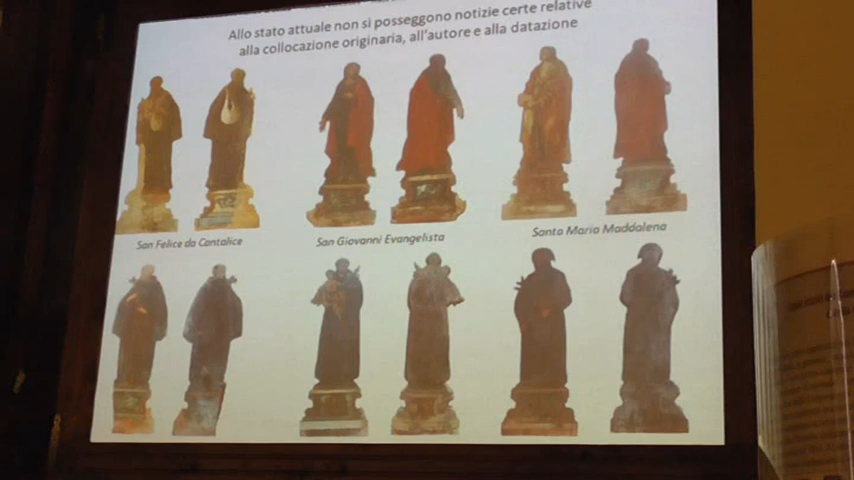 Allo stato attuale non si posseggono notizie certe relative
alla collocazione originaria, all'autore e alla datazione
San Felice da Cantalice
San Giovanni Evangelista
Santa Maria Maddalena